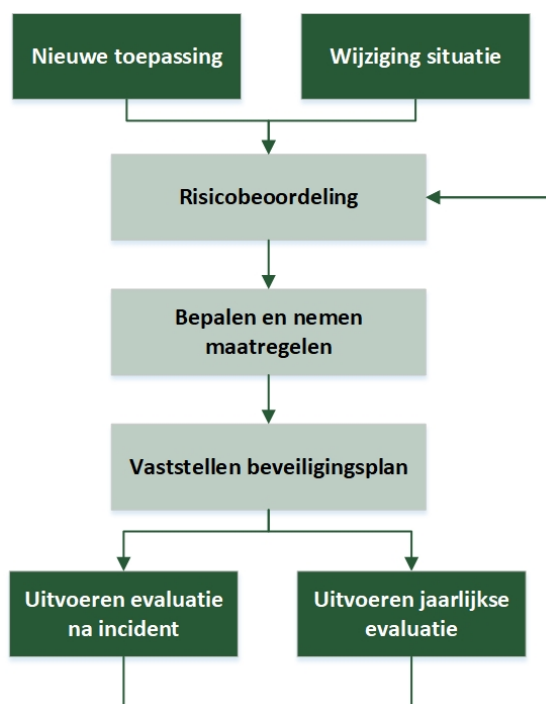 Nieuwe toepassing
Wijziging situatie
Risicobeoordeling
Bepalen en nemen
maatregelen
Vaststellen beveiligingsplan
Uitvoeren evaluatie
na incident
Uitvoeren jaarlijkse
evaluatie